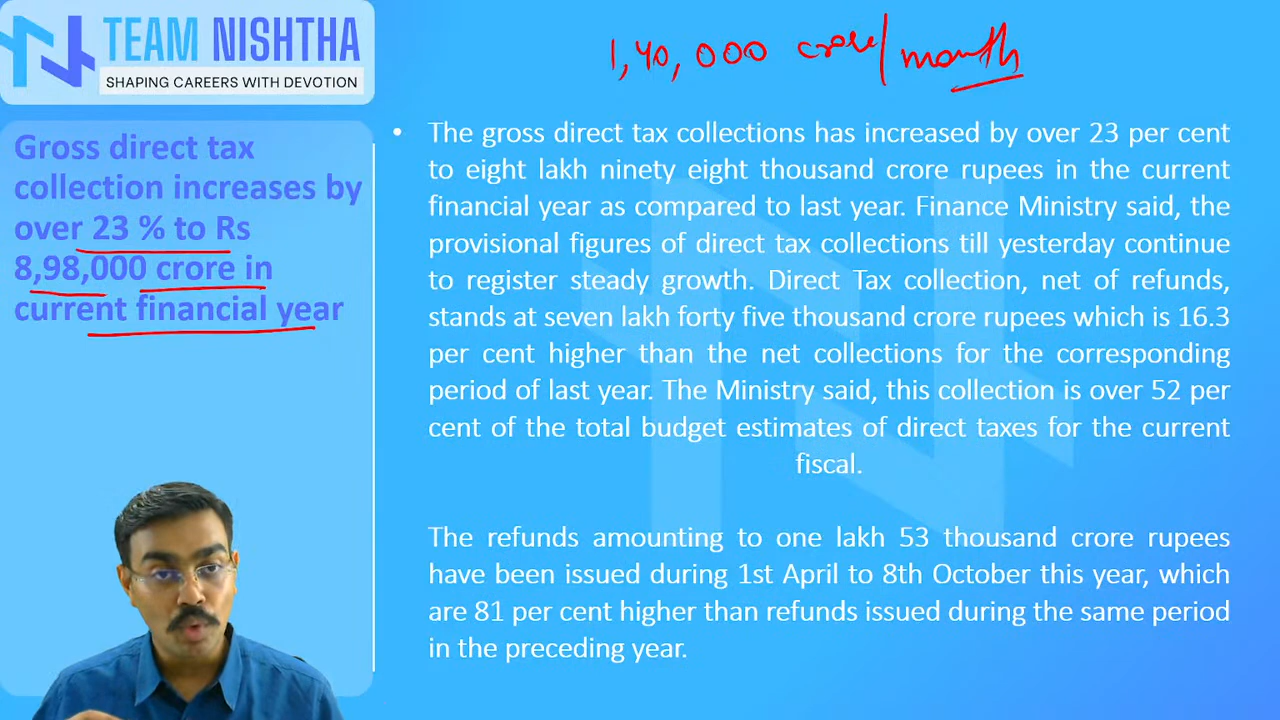 TEAM NISHTHA
SHAPING CAREERS WITH DEVOTION
1,40,000 crore/month
Gross direct tax
collection increases by
over 23 % to Rs
8,98,000 crore in
current financial year
• The gross direct tax collections has increased by over 23 per cent
to eight lakh ninety eight thousand crore rupees in the current
financial year as compared to last year. Finance Ministry said, the
provisional figures of direct tax collections till yesterday continue
to register steady growth. Direct Tax collection, net of refunds,
stands at seven lakh forty five thousand crore rupees which is 16.3
per cent higher than the net collections for the corresponding
period of last year. The Ministry said, this collection is over 52 per
cent of the total budget estimates of direct taxes for the current
fiscal.
The refunds amounting to one lakh 53 thousand crore rupees
have been issued during 1st April to 8th October this year, which
are 81 per cent higher than refunds issued during the same period
in the preceding year.